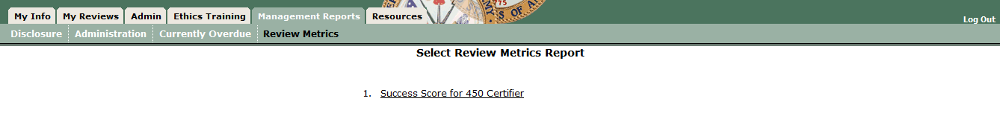 My Info My Reviews Admin Ethics Training Management Reports Resources
Log Out
Disclosure Administration Currently Overdue Review Metrics
Select Review Metrics Report
1. Success Score for 450 Certifier